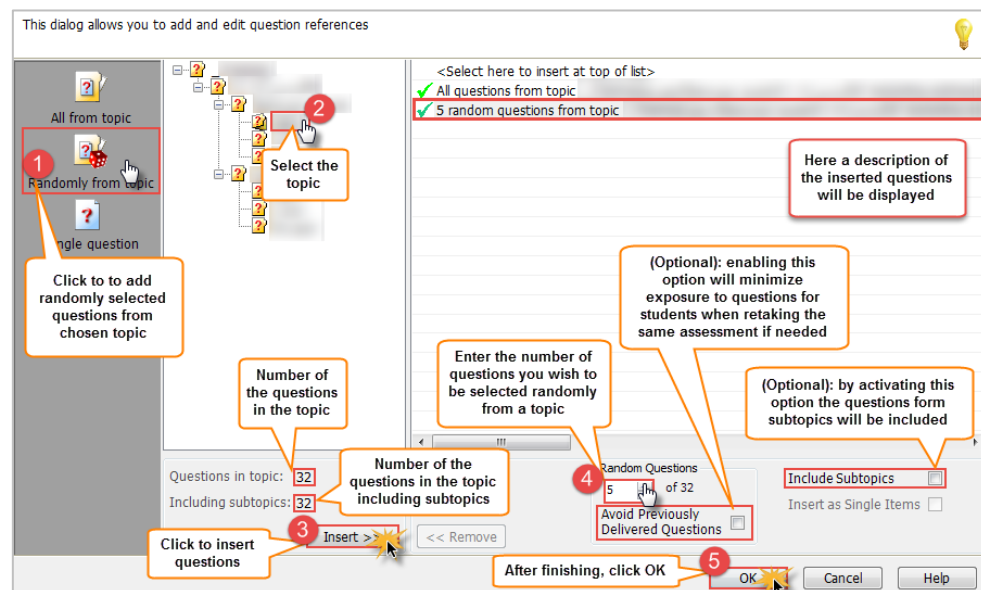 This dialog allows you to add and edit question references
All from topic
1
Randomly from topic
ngle question
Click to to add
randomly selected
questions from
chosen topic
2
Select the
topic
<Select here to insert at top of list>
All questions from topic
5 random questions from topic
Here a description of
the inserted questions
will be displayed
(Optional): enabling this
option will minimize
exposure to questions for
students when retaking the
same assessment if needed
Enter the number of
questions you wish to
be selected randomly
from a topic
(Optional): by activating this
option the questions form
subtopics will be included
Number of
the questions
in the topic
Number of the
questions in the topic
including subtopics
Questions in topic: 32
Including subtopics: 32
3
Insert >>
<< Remove
Click to insert
questions
4
Random Questions
5 of 32
Avoid Previously
Delivered Questions
Include Subtopics
Insert as Single Items
After finishing, click OK
5
OK
Cancel
Help